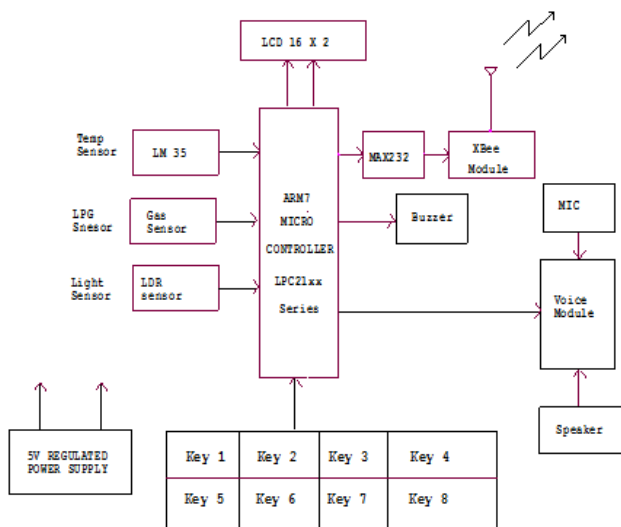 LCD 16 X 2
Temp
Sensor
LM 35
MAX232
XBee
Module
ARM7
MICRO
CONTROLLER
LPC21xx
Series
LPG
Snesor
Gas
Sensor
Buzzer
MIC
Light
Sensor
LDR
sensor
Voice
Module
5V REGULATED
POWER SUPPLY
Speaker
Key 1 Key 2 Key 3 Key 4
Key 5 Key 6 Key 7 Key 8